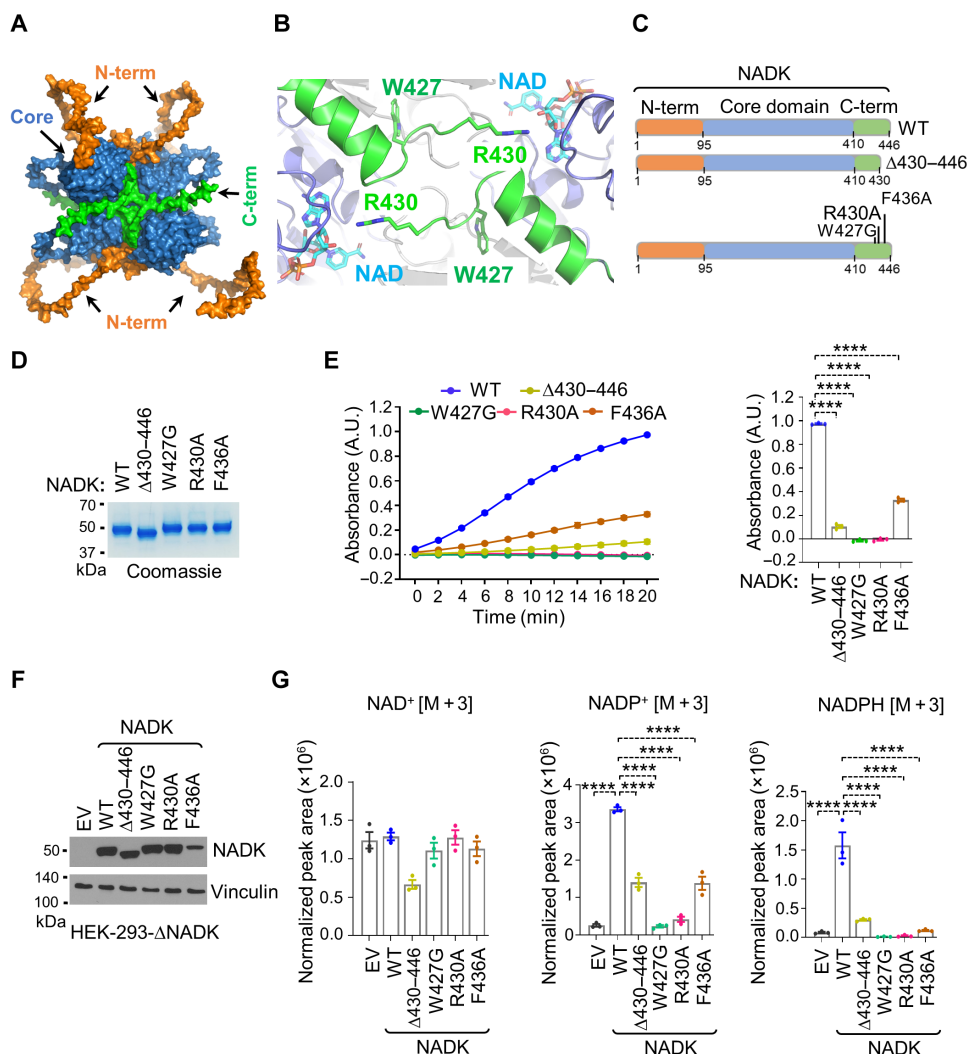 A
N-term
Core
C-term
N-term
B
W427
NAD
R430
R430
NAD
W427
C
NADK
N-term Core domain C-term
WT
1 95 410 446
Δ430–446
1 95 410 430
F436A
R430A
W427G
1 95 410 446
D
NADK: WT Δ430–446 W427G R430A F436A
70
50
37
kDa
Coomassie
E
WT Δ430–446
W427G R430A F436A
Absorbance (A.U.)
1.2
1.0
0.8
0.6
0.4
0.2
0.0
–0.2
0 2 4 6 8 10 12 14 16 18 20
Time (min)
****
****
****
****
Absorbance (A.U.)
1.2
1.0
0.8
0.6
0.4
0.2
0
–0.2
NADK: WT Δ430–446 W427G R430A F436A
F
NADK
EV WT Δ430–446 W427G R430A F436A
50
NADK
140
100
Vinculin
kDa
HEK-293-ΔNADK
G
NAD⁺ [M + 3]
Normalized peak area (×10⁶)
2.0
1.5
1.0
0.5
0.0
EV WT Δ430–446 W427G R430A F436A
NADK
NADP⁺ [M + 3]
****
****
****
**** ****
Normalized peak area (×10⁶)
4
3
2
1
0
EV WT Δ430–446 W427G R430A F436A
NADK
NADPH [M + 3]
****
****
****
**** ****
Normalized peak area (×10⁶)
2.5
2.0
1.5
1.0
0.5
0.0
EV WT Δ430–446 W427G R430A F436A
NADK